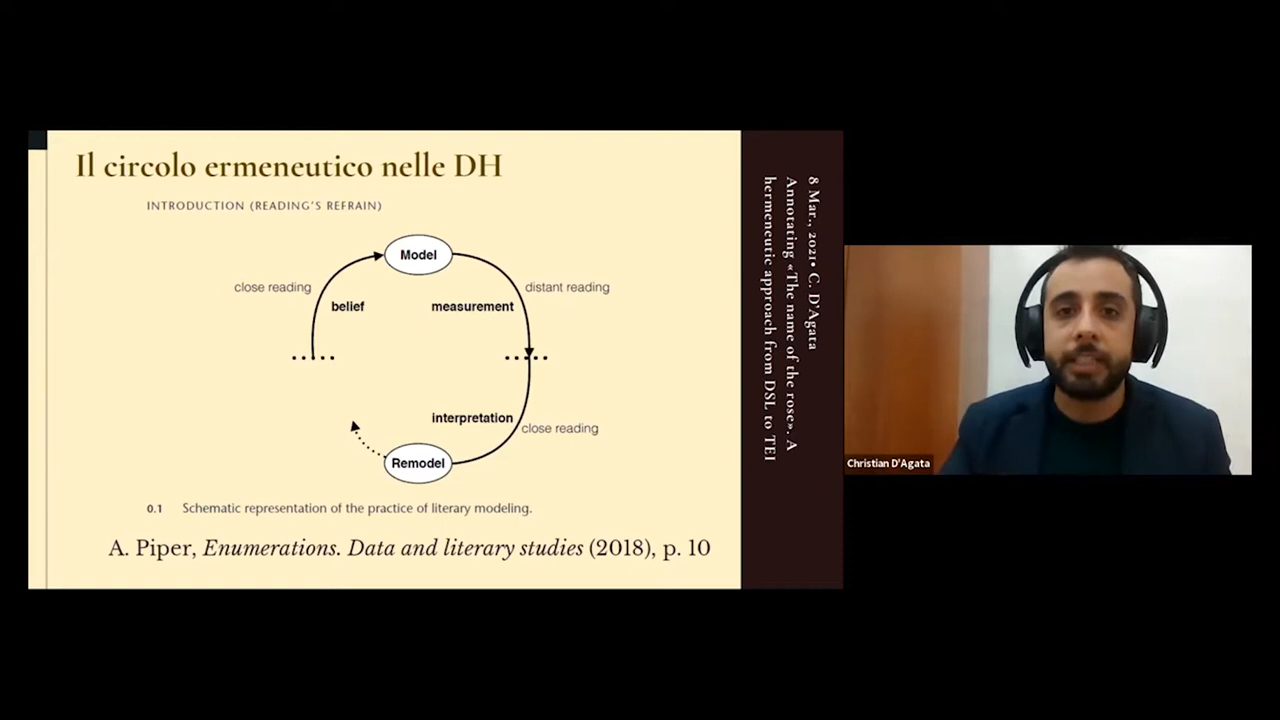 Il circolo ermeneutico nelle DH
INTRODUCTION (READING'S REFRAIN)
Model
close reading
distant reading
belief
measurement
interpretation
close reading
Remodel
0.1 Schematic representation of the practice of literary modeling.
A. Piper, Enumerations. Data and literary studies (2018), p. 10
8 Mar., 2021• C. D'Agata
Annotating «The name of the rose». A
hermeneutic approach from DSL to TEI
Christian D'Agata